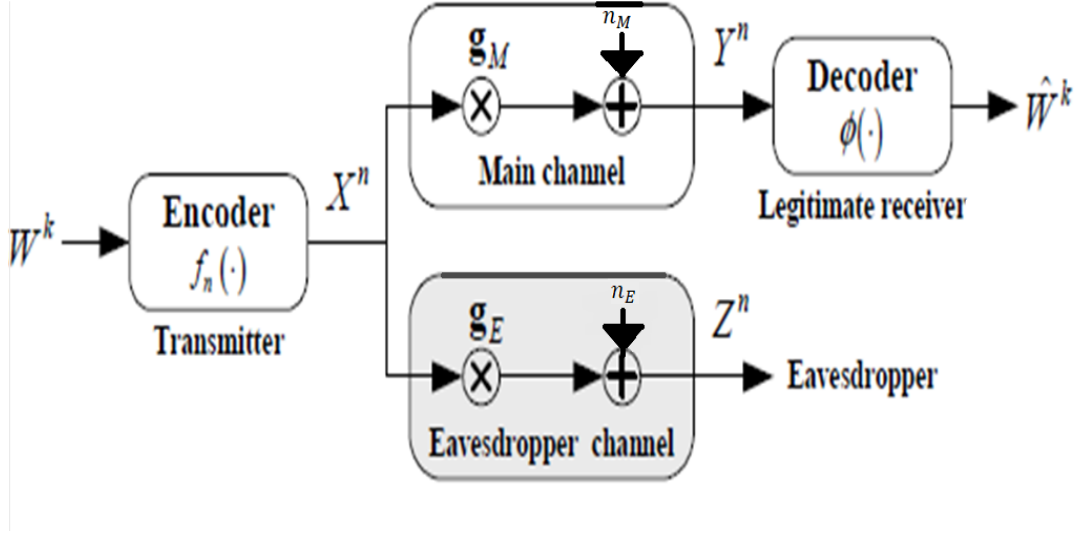 n_M
g_M
Main channel
Y^n
Decoder
ϕ(·)
Legitimate receiver
Ŵ^k
W^k
Encoder
f_n(·)
Transmitter
X^n
n_E
g_E
Eavesdropper channel
Z^n
Eavesdropper